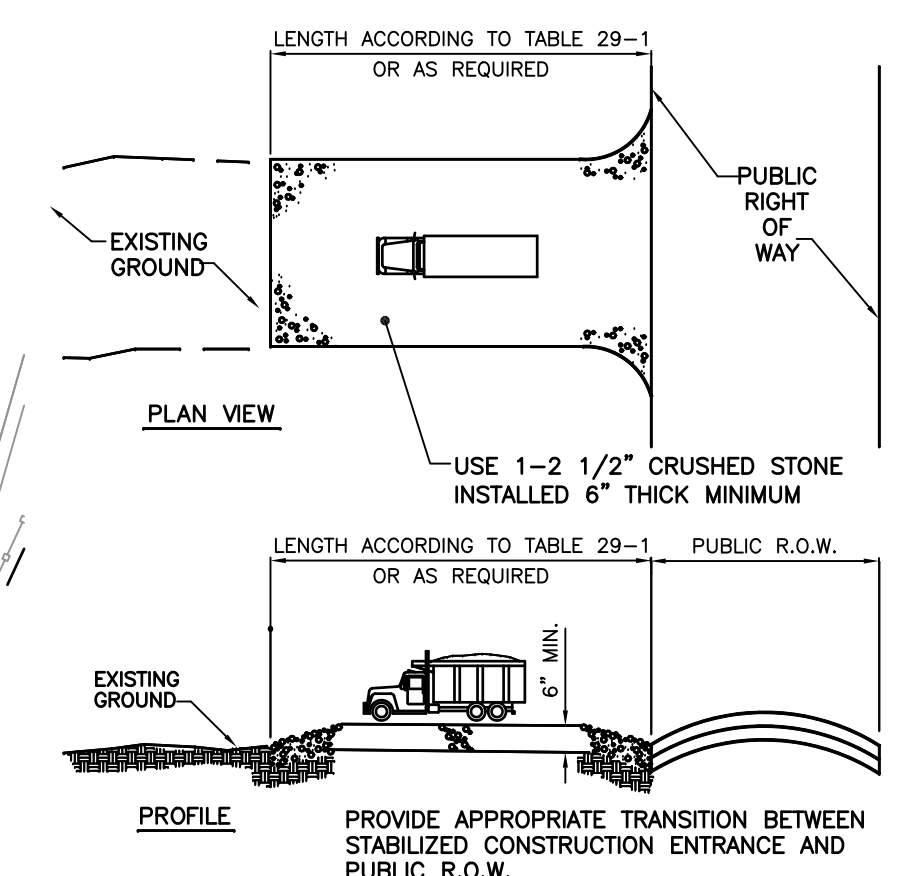 LENGTH ACCORDING TO TABLE 29-1
OR AS REQUIRED
PUBLIC
RIGHT
OF
WAY
EXISTING
GROUND
PLAN VIEW
USE 1-2 1/2" CRUSHED STONE
INSTALLED 6" THICK MINIMUM
LENGTH ACCORDING TO TABLE 29-1
OR AS REQUIRED
PUBLIC R.O.W.
6" MIN.
EXISTING
GROUND
PROFILE
PROVIDE APPROPRIATE TRANSITION BETWEEN
STABILIZED CONSTRUCTION ENTRANCE AND
PUBLIC R.O.W.